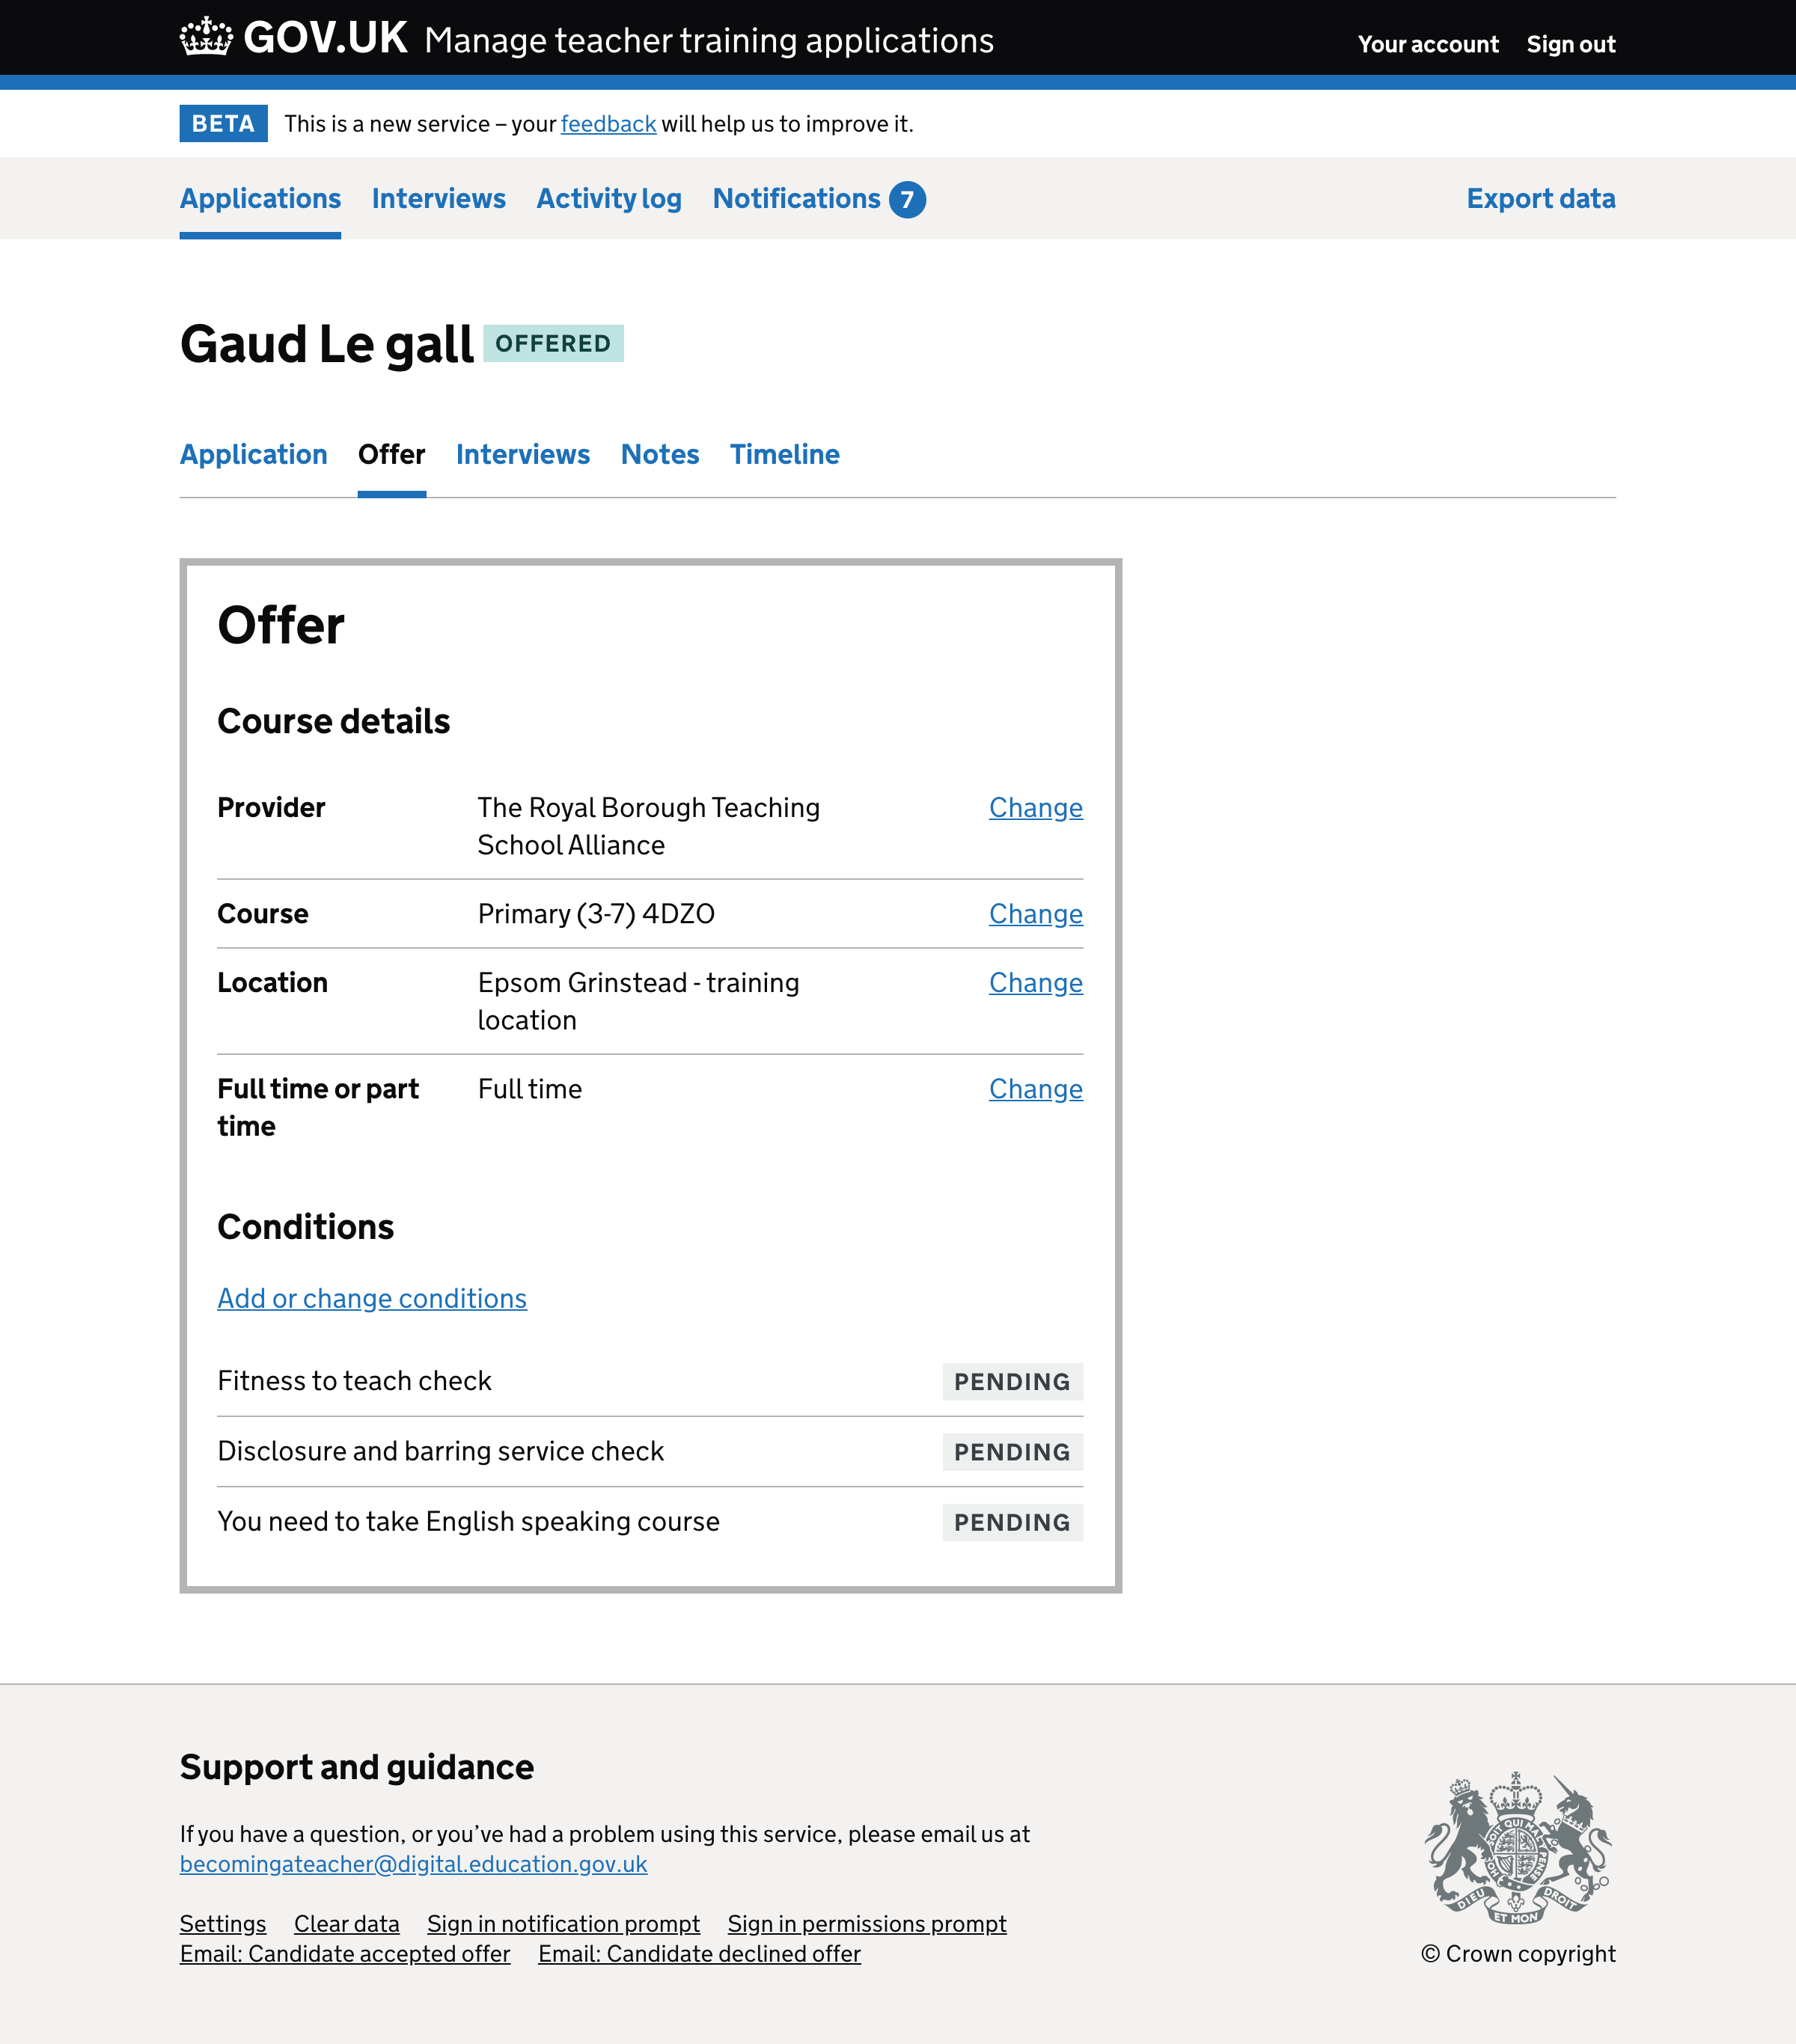 GOV.UK Manage teacher training applications
Your account Sign out
BETA This is a new service – your feedback will help us to improve it.
Applications Interviews Activity log Notifications 7 Export data
Gaud Le gall OFFERED
Application Offer Interviews Notes Timeline
Offer
Course details
Provider The Royal Borough Teaching Change
School Alliance
Course Primary (3-7) 4DZO Change
Location Epsom Grinstead - training Change
location
Full time or part Full time Change
time
Conditions
Add or change conditions
Fitness to teach check PENDING
Disclosure and barring service check PENDING
You need to take English speaking course PENDING
Support and guidance
If you have a question, or you’ve had a problem using this service, please email us at
becomingateacher@digital.education.gov.uk
Settings Clear data Sign in notification prompt Sign in permissions prompt
Email: Candidate accepted offer Email: Candidate declined offer
DIEU ET MON DROIT
© Crown copyright